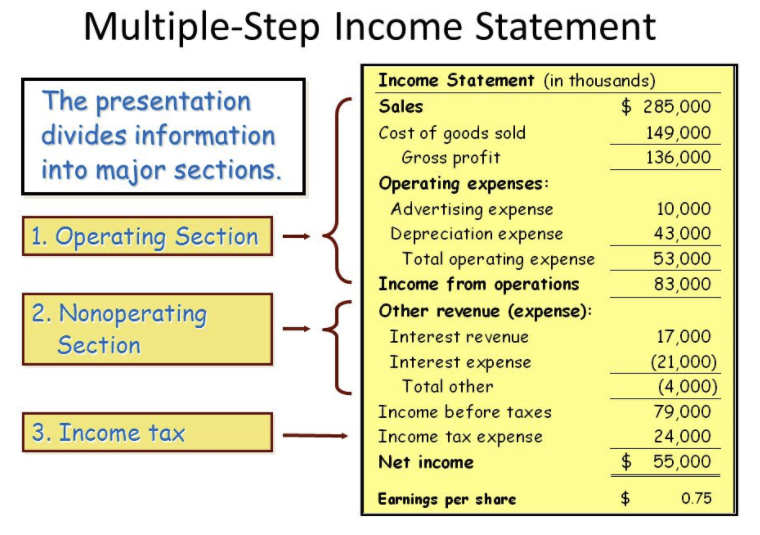 Multiple-Step Income Statement
The presentation
divides information
into major sections.
1. Operating Section
2. Nonoperating
Section
3. Income tax
Income Statement (in thousands)
Sales $ 285,000
Cost of goods sold 149,000
Gross profit 136,000
Operating expenses:
Advertising expense 10,000
Depreciation expense 43,000
Total operating expense 53,000
Income from operations 83,000
Other revenue (expense):
Interest revenue 17,000
Interest expense (21,000)
Total other (4,000)
Income before taxes 79,000
Income tax expense 24,000
Net income $ 55,000
Earnings per share $ 0.75